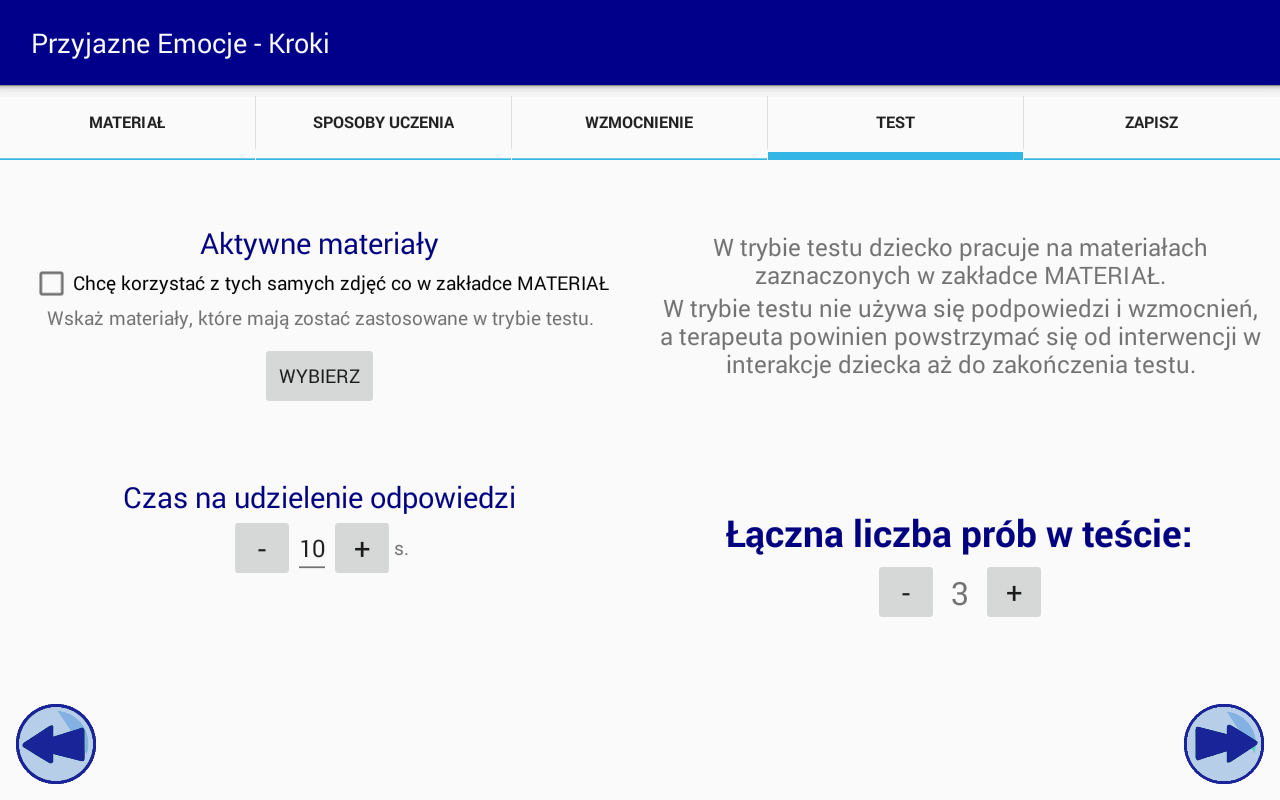 Przyjazne Emocje - Kroki
MATERIAŁ
SPOSOBY UCZENIA
WZMOCNIENIE
TEST
ZAPISZ
Aktywne materiały
Chcę korzystać z tych samych zdjęć co w zakładce MATERIAŁ
Wskaż materiały, które mają zostać zastosowane w trybie testu.
WYBIERZ
Czas na udzielenie odpowiedzi
- 10 + s.
W trybie testu dziecko pracuje na materiałach
zaznaczonych w zakładce MATERIAŁ.
W trybie testu nie używa się podpowiedzi i wzmocnień,
a terapeuta powinien powstrzymać się od interwencji w
interakcje dziecka aż do zakończenia testu.
Łączna liczba prób w teście:
- 3 +